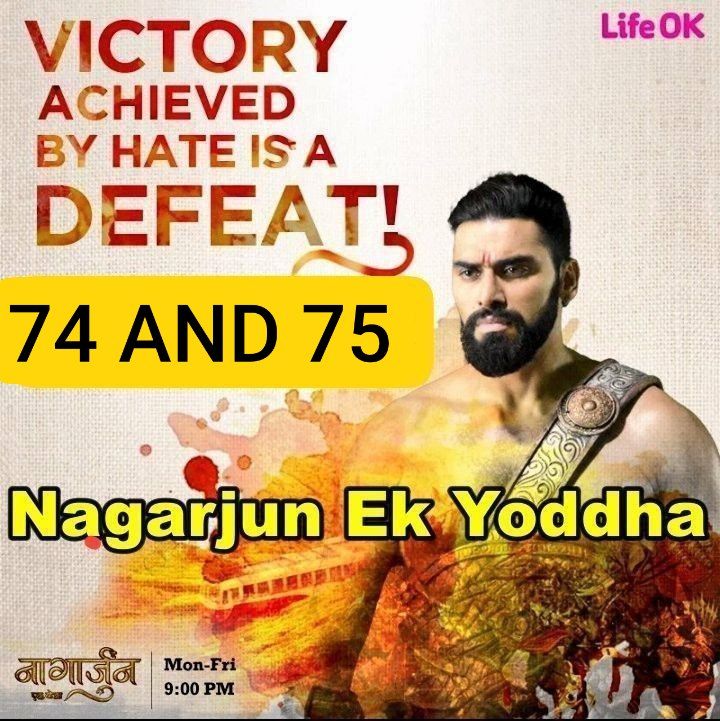 Life OK
VICTORY
ACHIEVED
BY HATE IS A
DEFEAT!
74 AND 75
Nagarjun Ek Yoddha
नागार्जुन
एक योद्धा
Mon-Fri
9:00 PM